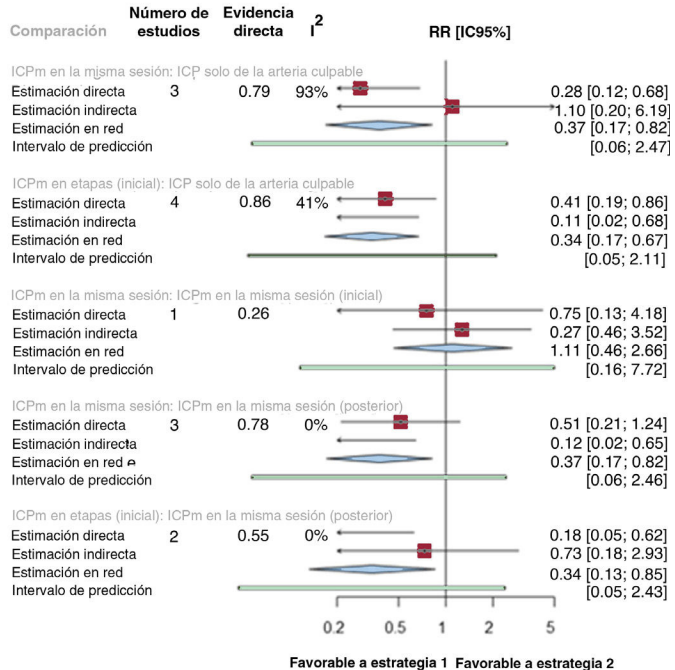 Comparación Número de estudios Evidencia directa I2 RR [IC95%]
ICPm en la misma sesión: ICP solo de la arteria culpable
Estimación directa 3 0.79 93% 0.28 [0.12; 0.68]
Estimación indirecta 1.10 [0.20; 6.19]
Estimación en red 0.37 [0.17; 0.82]
Intervalo de predicción [0.06; 2.47]
ICPm en etapas (inicial): ICP solo de la arteria culpable
Estimación directa 4 0.86 41% 0.41 [0.19; 0.86]
Estimación indirecta 0.11 [0.02; 0.68]
Estimación en red 0.34 [0.17; 0.67]
Intervalo de predicción [0.05; 2.11]
ICPm en la misma sesión: ICPm en la misma sesión (inicial)
Estimación directa 1 0.26 0.75 [0.13; 4.18]
Estimación indirecta 0.27 [0.46; 3.52]
Estimación en red 1.11 [0.46; 2.66]
Intervalo de predicción [0.16; 7.72]
ICPm en la misma sesión: ICPm en la misma sesión (posterior)
Estimación directa 3 0.78 0% 0.51 [0.21; 1.24]
Estimación indirecta 0.12 [0.02; 0.65]
Estimación en red 0.37 [0.17; 0.82]
Intervalo de predicción [0.06; 2.46]
ICPm en etapas (inicial): ICPm en la misma sesión (posterior)
Estimación directa 2 0.55 0% 0.18 [0.05; 0.62]
Estimación indirecta 0.73 [0.18; 2.93]
Estimación en red 0.34 [0.13; 0.85]
Intervalo de predicción [0.05; 2.43]
0.2 0.5 1 2 5
Favorable a estrategia 1 Favorable a estrategia 2